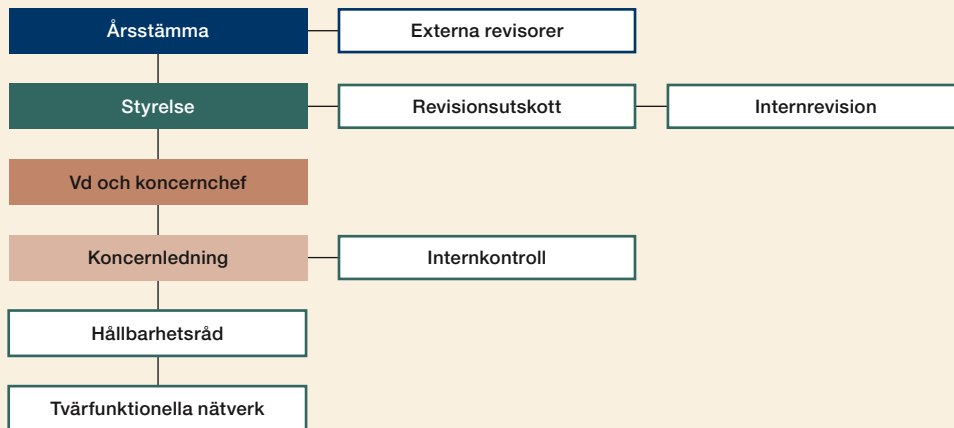 Årsstämma
Externa revisorer
Styrelse
Revisionsutskott
Internrevision
Vd och koncernchef
Koncernledning
Internkontroll
Hållbarhetsråd
Tvärfunktionella nätverk